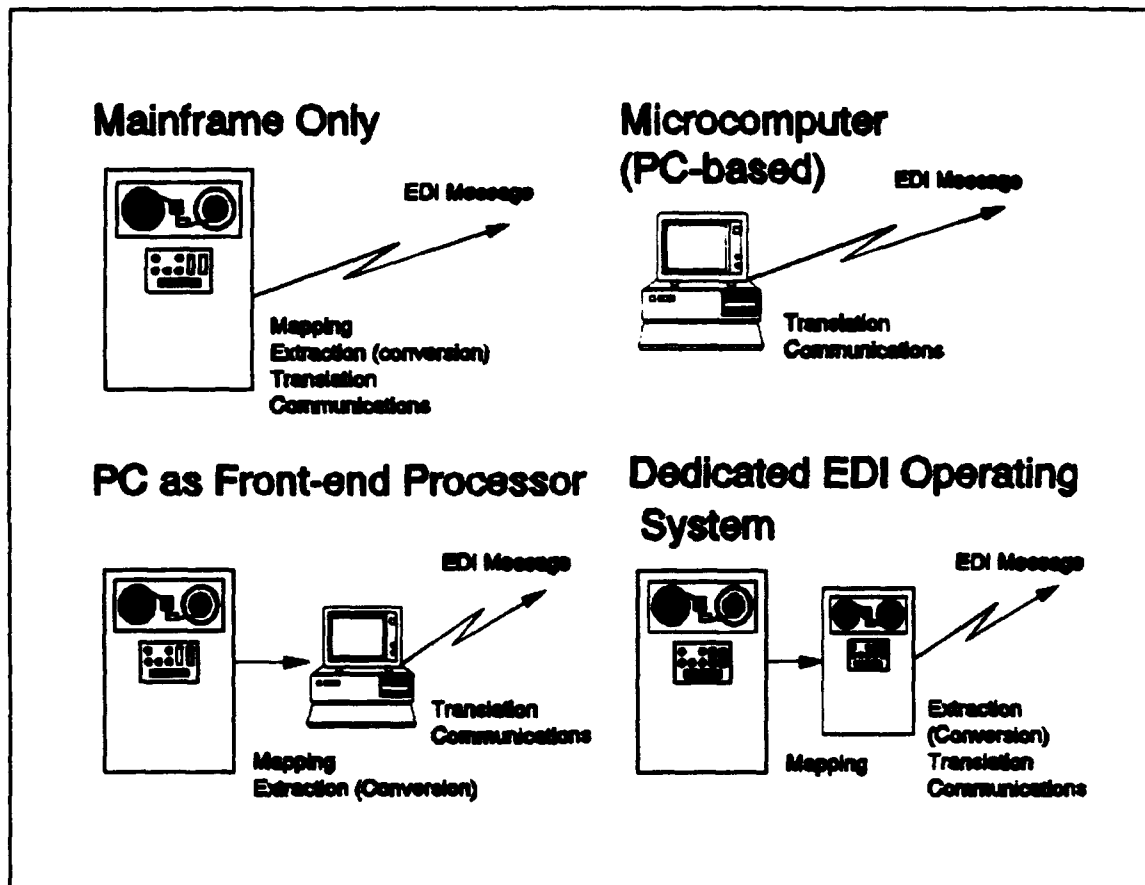 Mainframe Only
EDI Message
Mapping
Extraction (conversion)
Translation
Communications
Microcomputer
(PC-based)
EDI Message
Translation
Communications
PC as Front-end Processor
EDI Message
Translation
Communications
Mapping
Extraction (Conversion)
Dedicated EDI Operating
System
EDI Message
Mapping
Extraction
(Conversion)
Translation
Communications